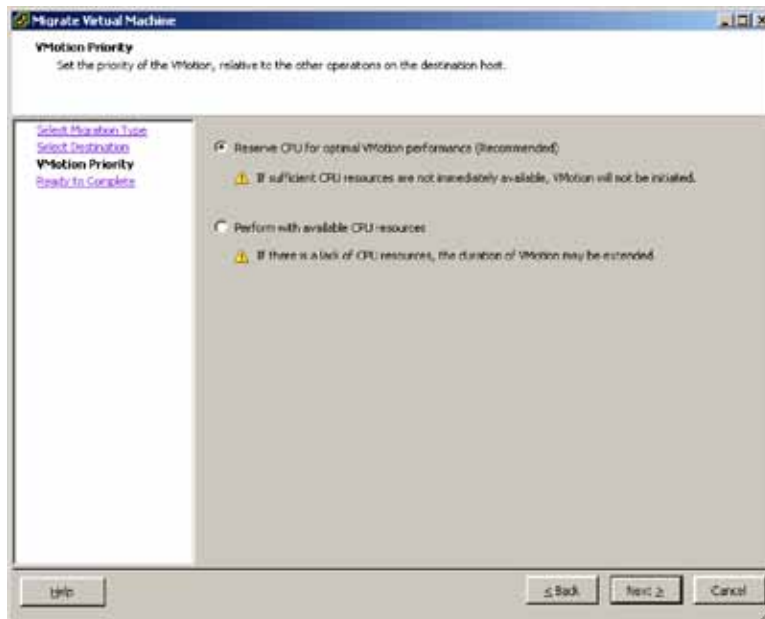 Migrate Virtual Machine
VMotion Priority
Set the priority of the VMotion, relative to the other operations on the destination host.
Select Migration Type
Select Destination
VMotion Priority
Ready to Complete
Reserve CPU for optimal VMotion performance (Recommended)
If sufficient CPU resources are not immediately available, VMotion will not be initiated.
Perform with available CPU resources
If there is a lack of CPU resources, the duration of VMotion may be extended.
Help
< Back
Next >
Cancel